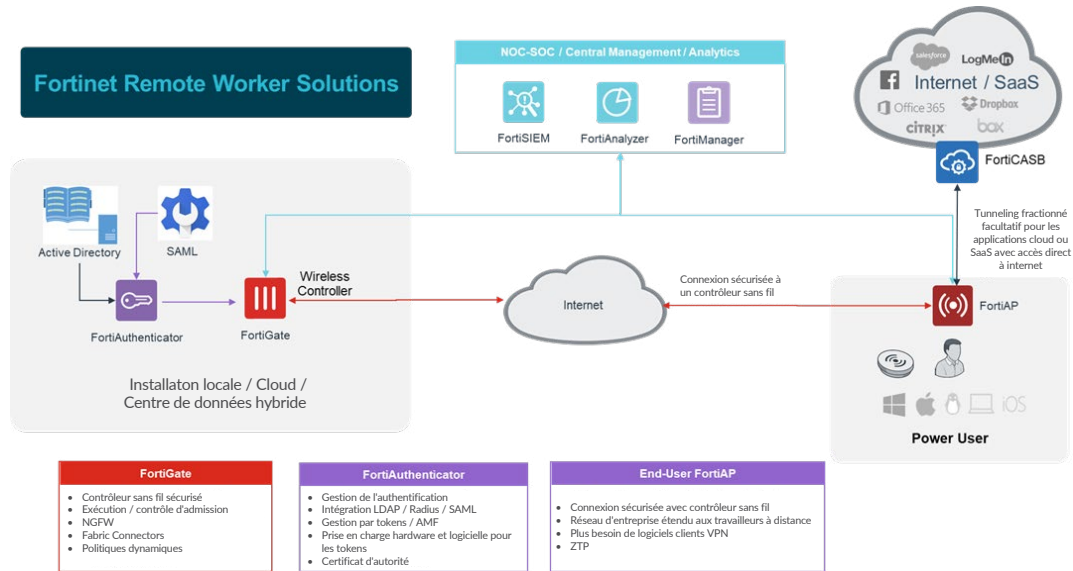 Fortinet Remote Worker Solutions
NOC-SOC / Central Management / Analytics
FortiSIEM
FortiAnalyzer
FortiManager
salesforce
LogMeIn
Internet / SaaS
Office 365
Dropbox
CITRIX
box
FortiCASB
Active Directory
SAML
FortiAuthenticator
Wireless
Controller
FortiGate
Installaton locale / Cloud /
Centre de données hybride
Internet
Connexion sécurisée à
un contrôleur sans fil
Tunneling fractionné
facultatif pour les
applications cloud ou
SaaS avec accès direct
à internet
FortiAP
iOS
Power User
FortiGate
• Contrôleur sans fil sécurisé
• Exécution / contrôle d'admission
• NGFW
• Fabric Connectors
• Politiques dynamiques
FortiAuthenticator
• Gestion de l'authentification
• Intégration LDAP / Radius / SAML
• Gestion par tokens / AMF
• Prise en charge hardware et logicielle pour
les tokens
• Certificat d'autorité
End-User FortiAP
• Connexion sécurisée avec contrôleur sans fil
• Réseau d'entreprise étendu aux travailleurs à distance
• Plus besoin de logiciels clients VPN
• ZTP